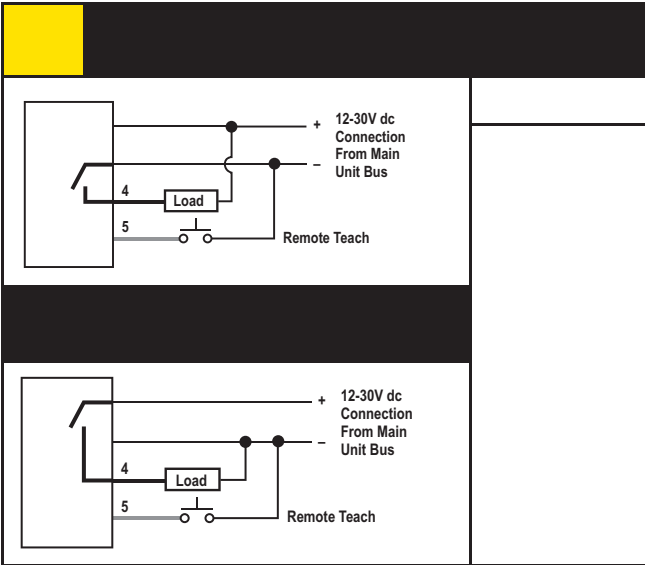 + 12-30V dc
Connection
From Main
– Unit Bus
4
Load
5
Remote Teach
+ 12-30V dc
Connection
From Main
– Unit Bus
4
Load
5
Remote Teach